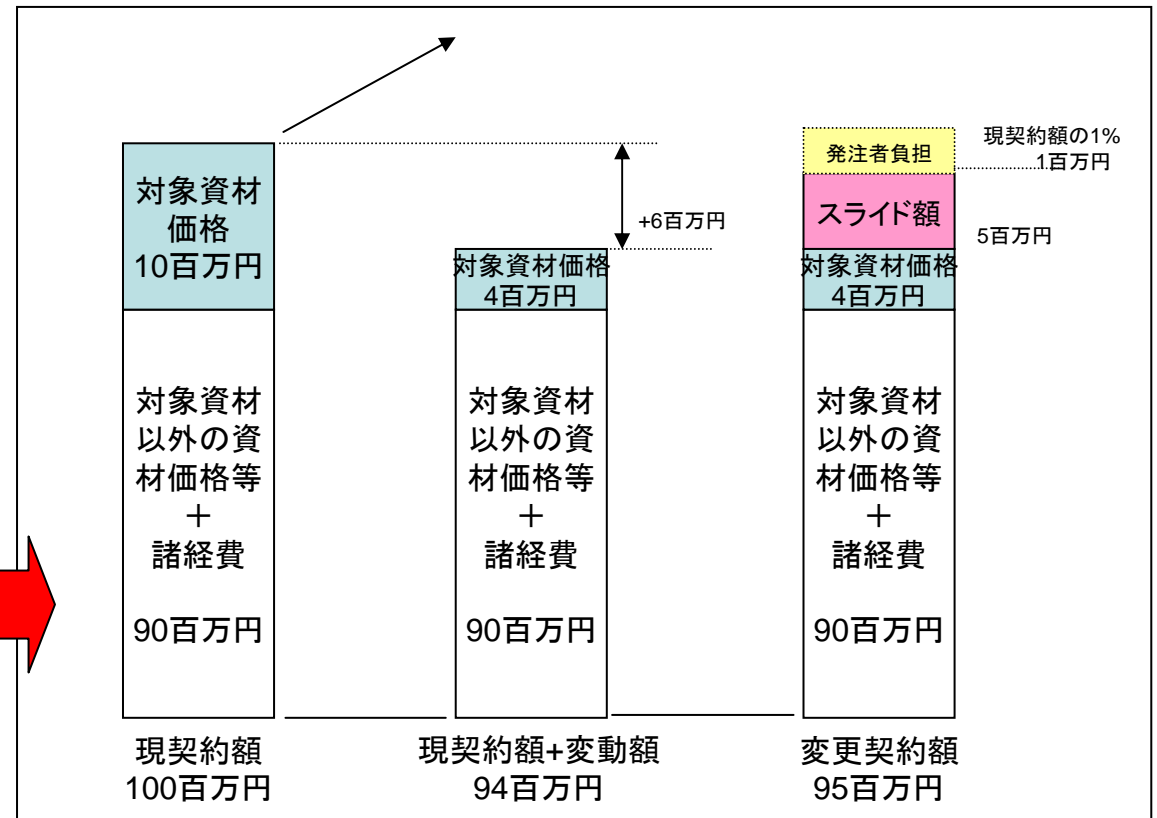 対象資材
価格
10百万円
対象資材
以外の資
材価格等
＋
諸経費
90百万円
現契約額
100百万円
+6百万円
対象資材価格
4百万円
対象資材
以外の資
材価格等
＋
諸経費
90百万円
現契約額+変動額
94百万円
発注者負担
現契約額の1%
1百万円
スライド額
5百万円
対象資材価格
4百万円
対象資材
以外の資
材価格等
＋
諸経費
90百万円
変更契約額
95百万円